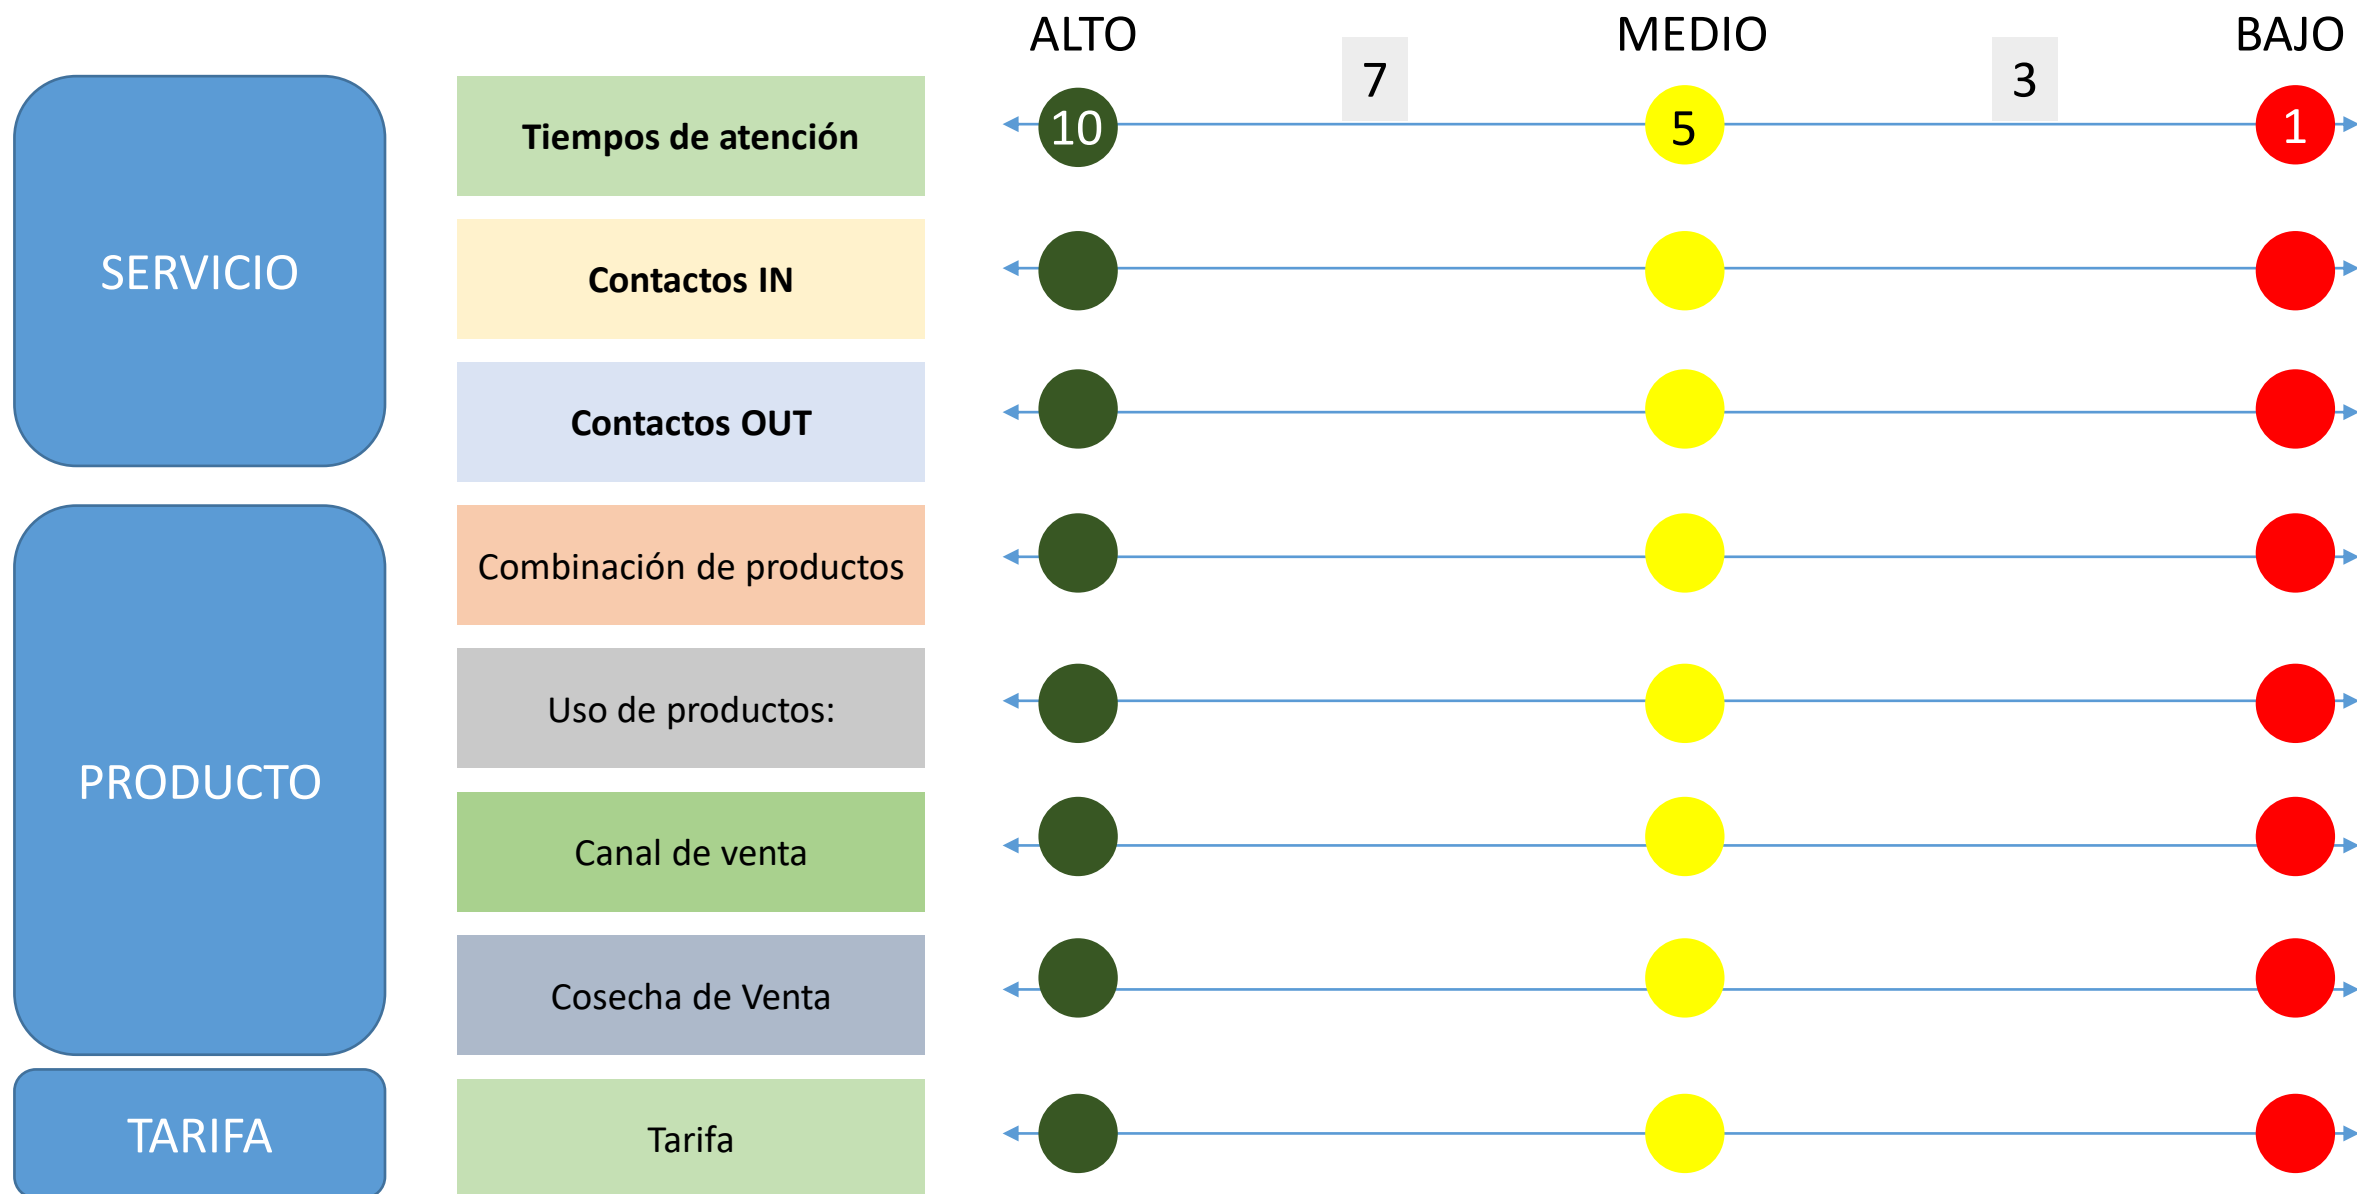 ALTO
MEDIO
BAJO
7
3
10
5
1
SERVICIO
Tiempos de atención
Contactos IN
Contactos OUT
PRODUCTO
Combinación de productos
Uso de productos:
Canal de venta
Cosecha de Venta
TARIFA
Tarifa